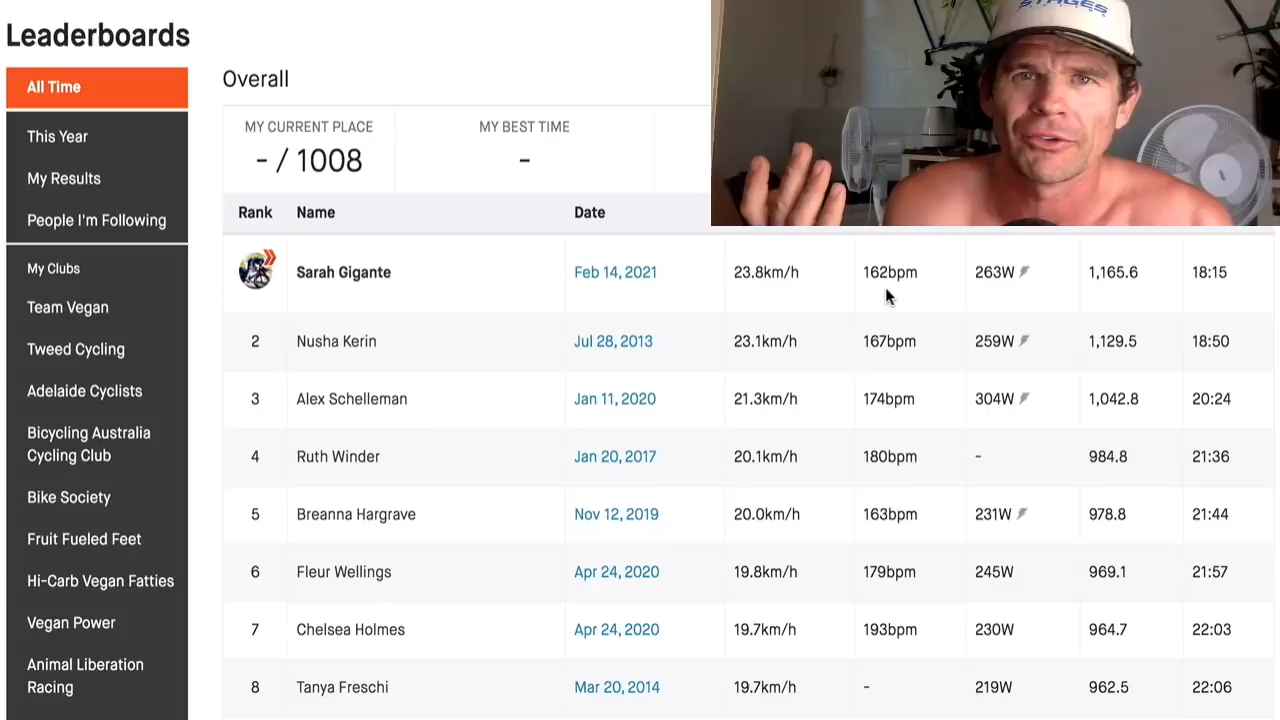 Leaderboards
All Time
This Year
My Results
People I'm Following
My Clubs
Team Vegan
Tweed Cycling
Adelaide Cyclists
Bicycling Australia
Cycling Club
Bike Society
Fruit Fueled Feet
Hi-Carb Vegan Fatties
Vegan Power
Animal Liberation
Racing
Overall
MY CURRENT PLACE MY BEST TIME
- / 1008 -
Rank Name Date
Sarah Gigante Feb 14, 2021 23.8km/h 162bpm 263W 1,165.6 18:15
2 Nusha Kerin Jul 28, 2013 23.1km/h 167bpm 259W 1,129.5 18:50
3 Alex Schelleman Jan 11, 2020 21.3km/h 174bpm 304W 1,042.8 20:24
4 Ruth Winder Jan 20, 2017 20.1km/h 180bpm - 984.8 21:36
5 Breanna Hargrave Nov 12, 2019 20.0km/h 163bpm 231W 978.8 21:44
6 Fleur Wellings Apr 24, 2020 19.8km/h 179bpm 245W 969.1 21:57
7 Chelsea Holmes Apr 24, 2020 19.7km/h 193bpm 230W 964.7 22:03
8 Tanya Freschi Mar 20, 2014 19.7km/h - 219W 962.5 22:06
STAGES